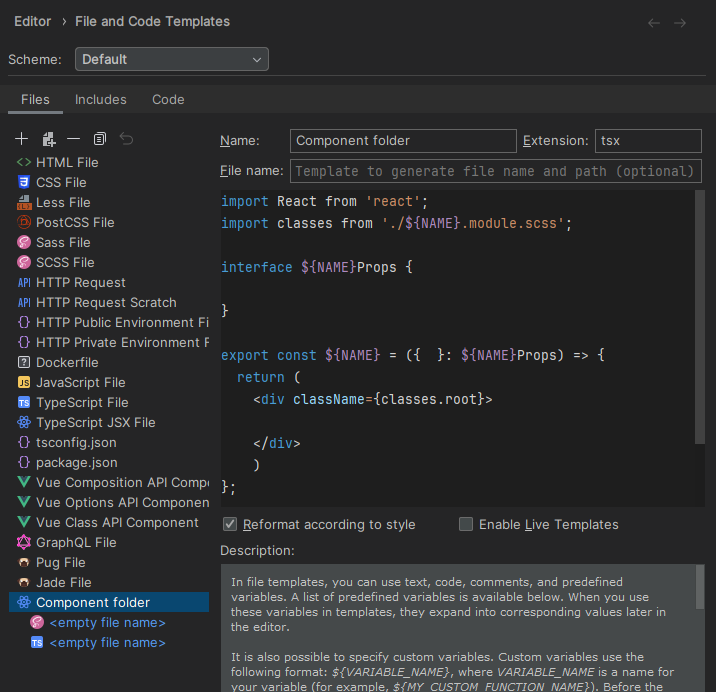 Editor › File and Code Templates
Scheme: Default
Files Includes Code
Name: Component folder Extension: tsx
File name: Template to generate file name and path (optional)
HTML File
CSS File
Less File
PostCSS File
Sass File
SCSS File
HTTP Request
HTTP Request Scratch
HTTP Public Environment Fi
HTTP Private Environment F
Dockerfile
JavaScript File
TypeScript File
TypeScript JSX File
tsconfig.json
package.json
Vue Composition API Comp
Vue Options API Componen
Vue Class API Component
GraphQL File
Pug File
Jade File
Component folder
<empty file name>
<empty file name>
import React from 'react';
import classes from './${NAME}.module.scss';
interface ${NAME}Props {
}
export const ${NAME} = ({  }: ${NAME}Props) => {
  return (
    <div className={classes.root}>
    </div>
    )
};
Reformat according to style Enable Live Templates
Description:
In file templates, you can use text, code, comments, and predefined
variables. A list of predefined variables is available below. When you use
these variables in templates, they expand into corresponding values later in
the editor.
It is also possible to specify custom variables. Custom variables use the
following format: ${VARIABLE_NAME}, where VARIABLE_NAME is a name for
your variable (for example, ${MY_CUSTOM_FUNCTION_NAME}). Before the